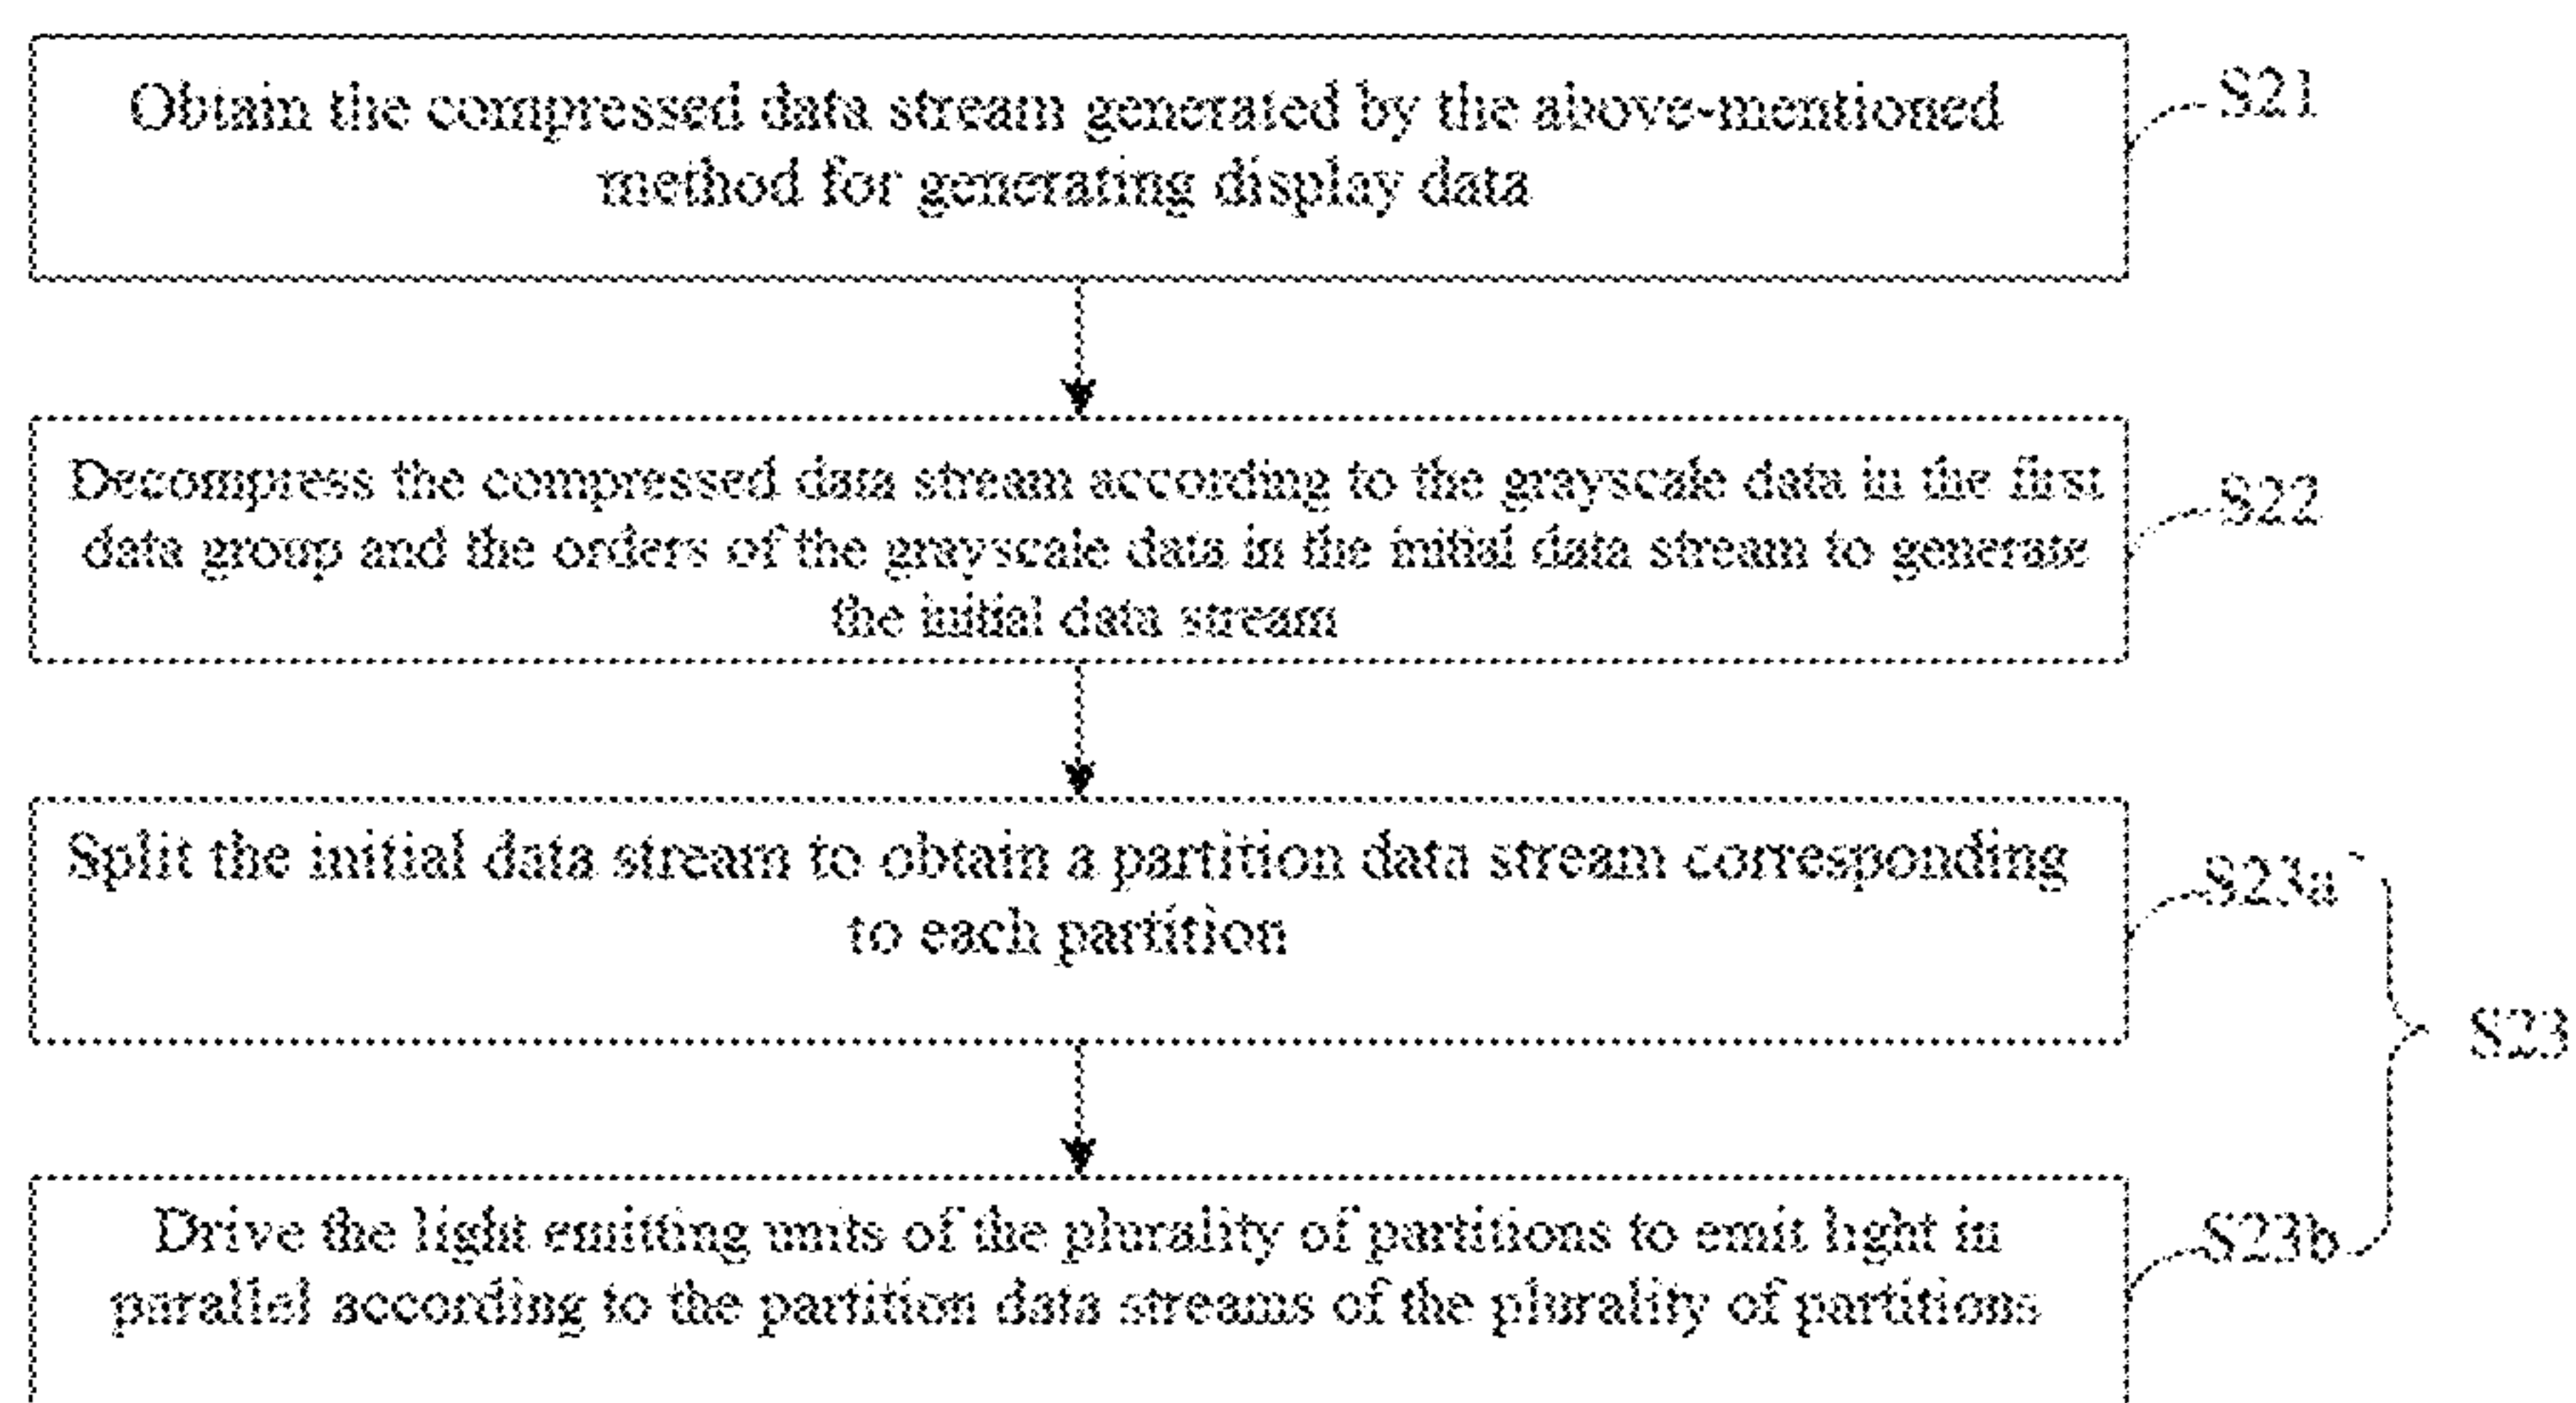 Obtain the compressed data stream generated by the above-mentioned
method for generating display data
S21
Decompress the compressed data stream according to the grayscale data in the first
data group and the orders of the grayscale data in the initial data stream to generate
the initial data stream
S22
Split the initial data stream to obtain a partition data stream corresponding
to each partition
S23a
S23
Drive the light emitting units of the plurality of partitions to emit light in
parallel according to the partition data streams of the plurality of partitions
S23b